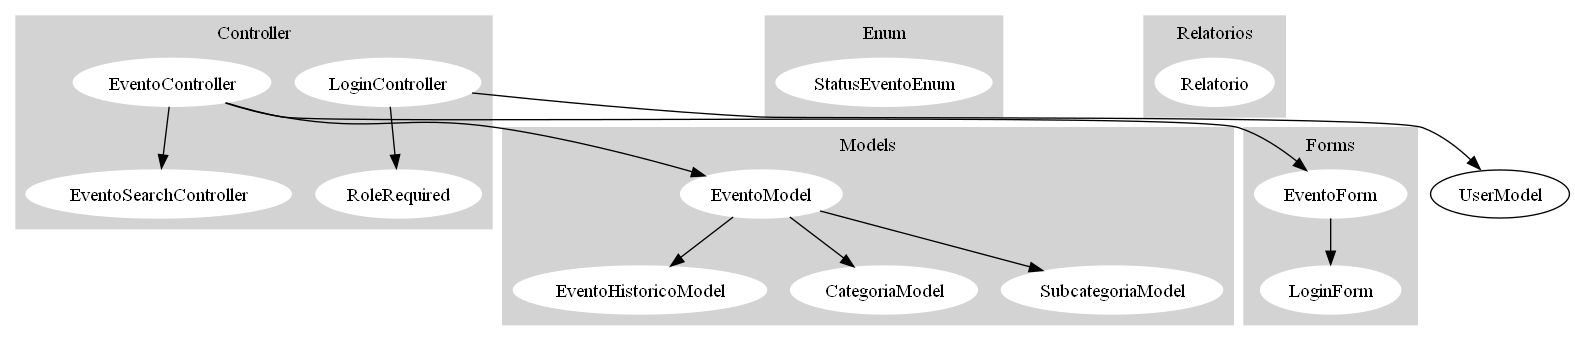 Controller
Enum
Relatorios
EventoController
LoginController
StatusEventoEnum
Relatorio
Models
Forms
EventoSearchController
RoleRequired
EventoModel
EventoForm
UserModel
EventoHistoricoModel
CategoriaModel
SubcategoriaModel
LoginForm